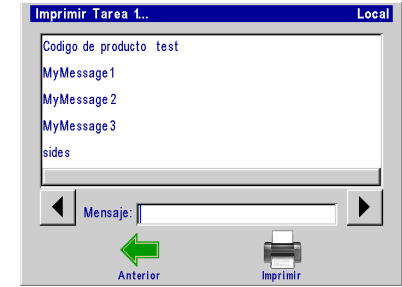 Imprimir Tarea 1... Local
Codigo de producto test
MyMessage1
MyMessage2
MyMessage3
sides
Mensaje:
Anterior Imprimir